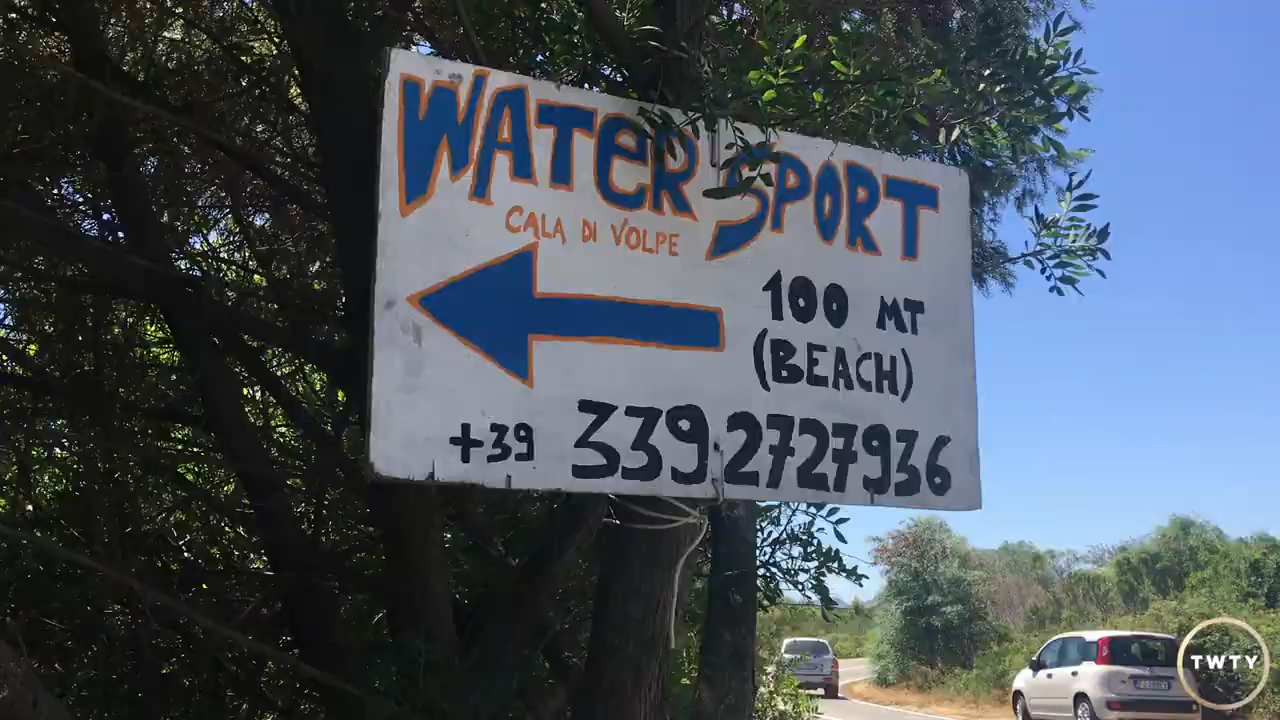 WATER SPORT
CALA DI VOLPE
100 MT
(BEACH)
+39 339 2727936
TWTY